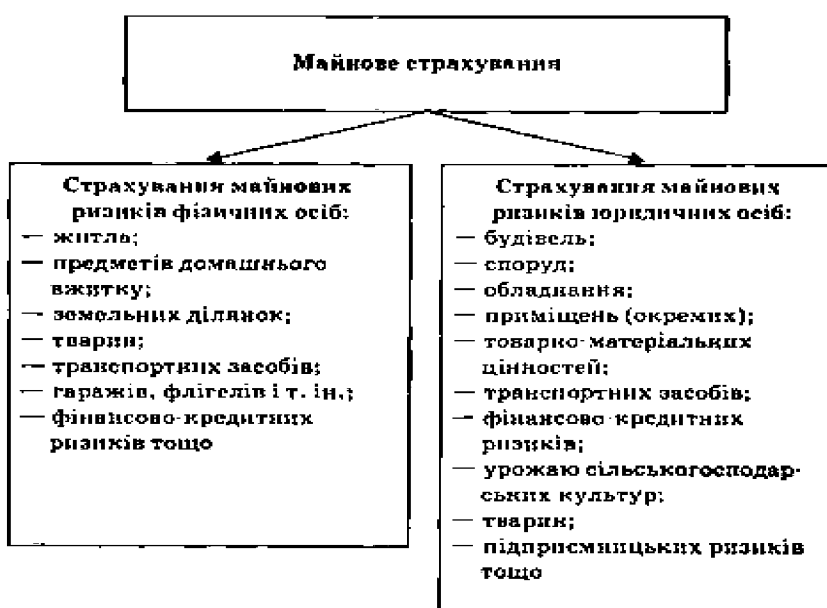 Майнове страхування
Страхування майнових
ризиків фізичних осіб:
— житла;
— предметів домашнього
вжитку;
— земельних ділянок;
— тварин;
— транспортних засобів;
— гаражів, флігелів і т. ін.;
— фінансово-кредитних
ризиків тощо
Страхування майнових
ризиків юридичних осіб:
— будівель;
— споруд;
— обладнання;
— приміщень (окремих);
— товарно-матеріальних
цінностей;
— транспортних засобів;
— фінансово-кредитних
ризиків;
— урожаю сільськогосподар-
ських культур;
— тварин;
— підприємницьких ризиків
тощо